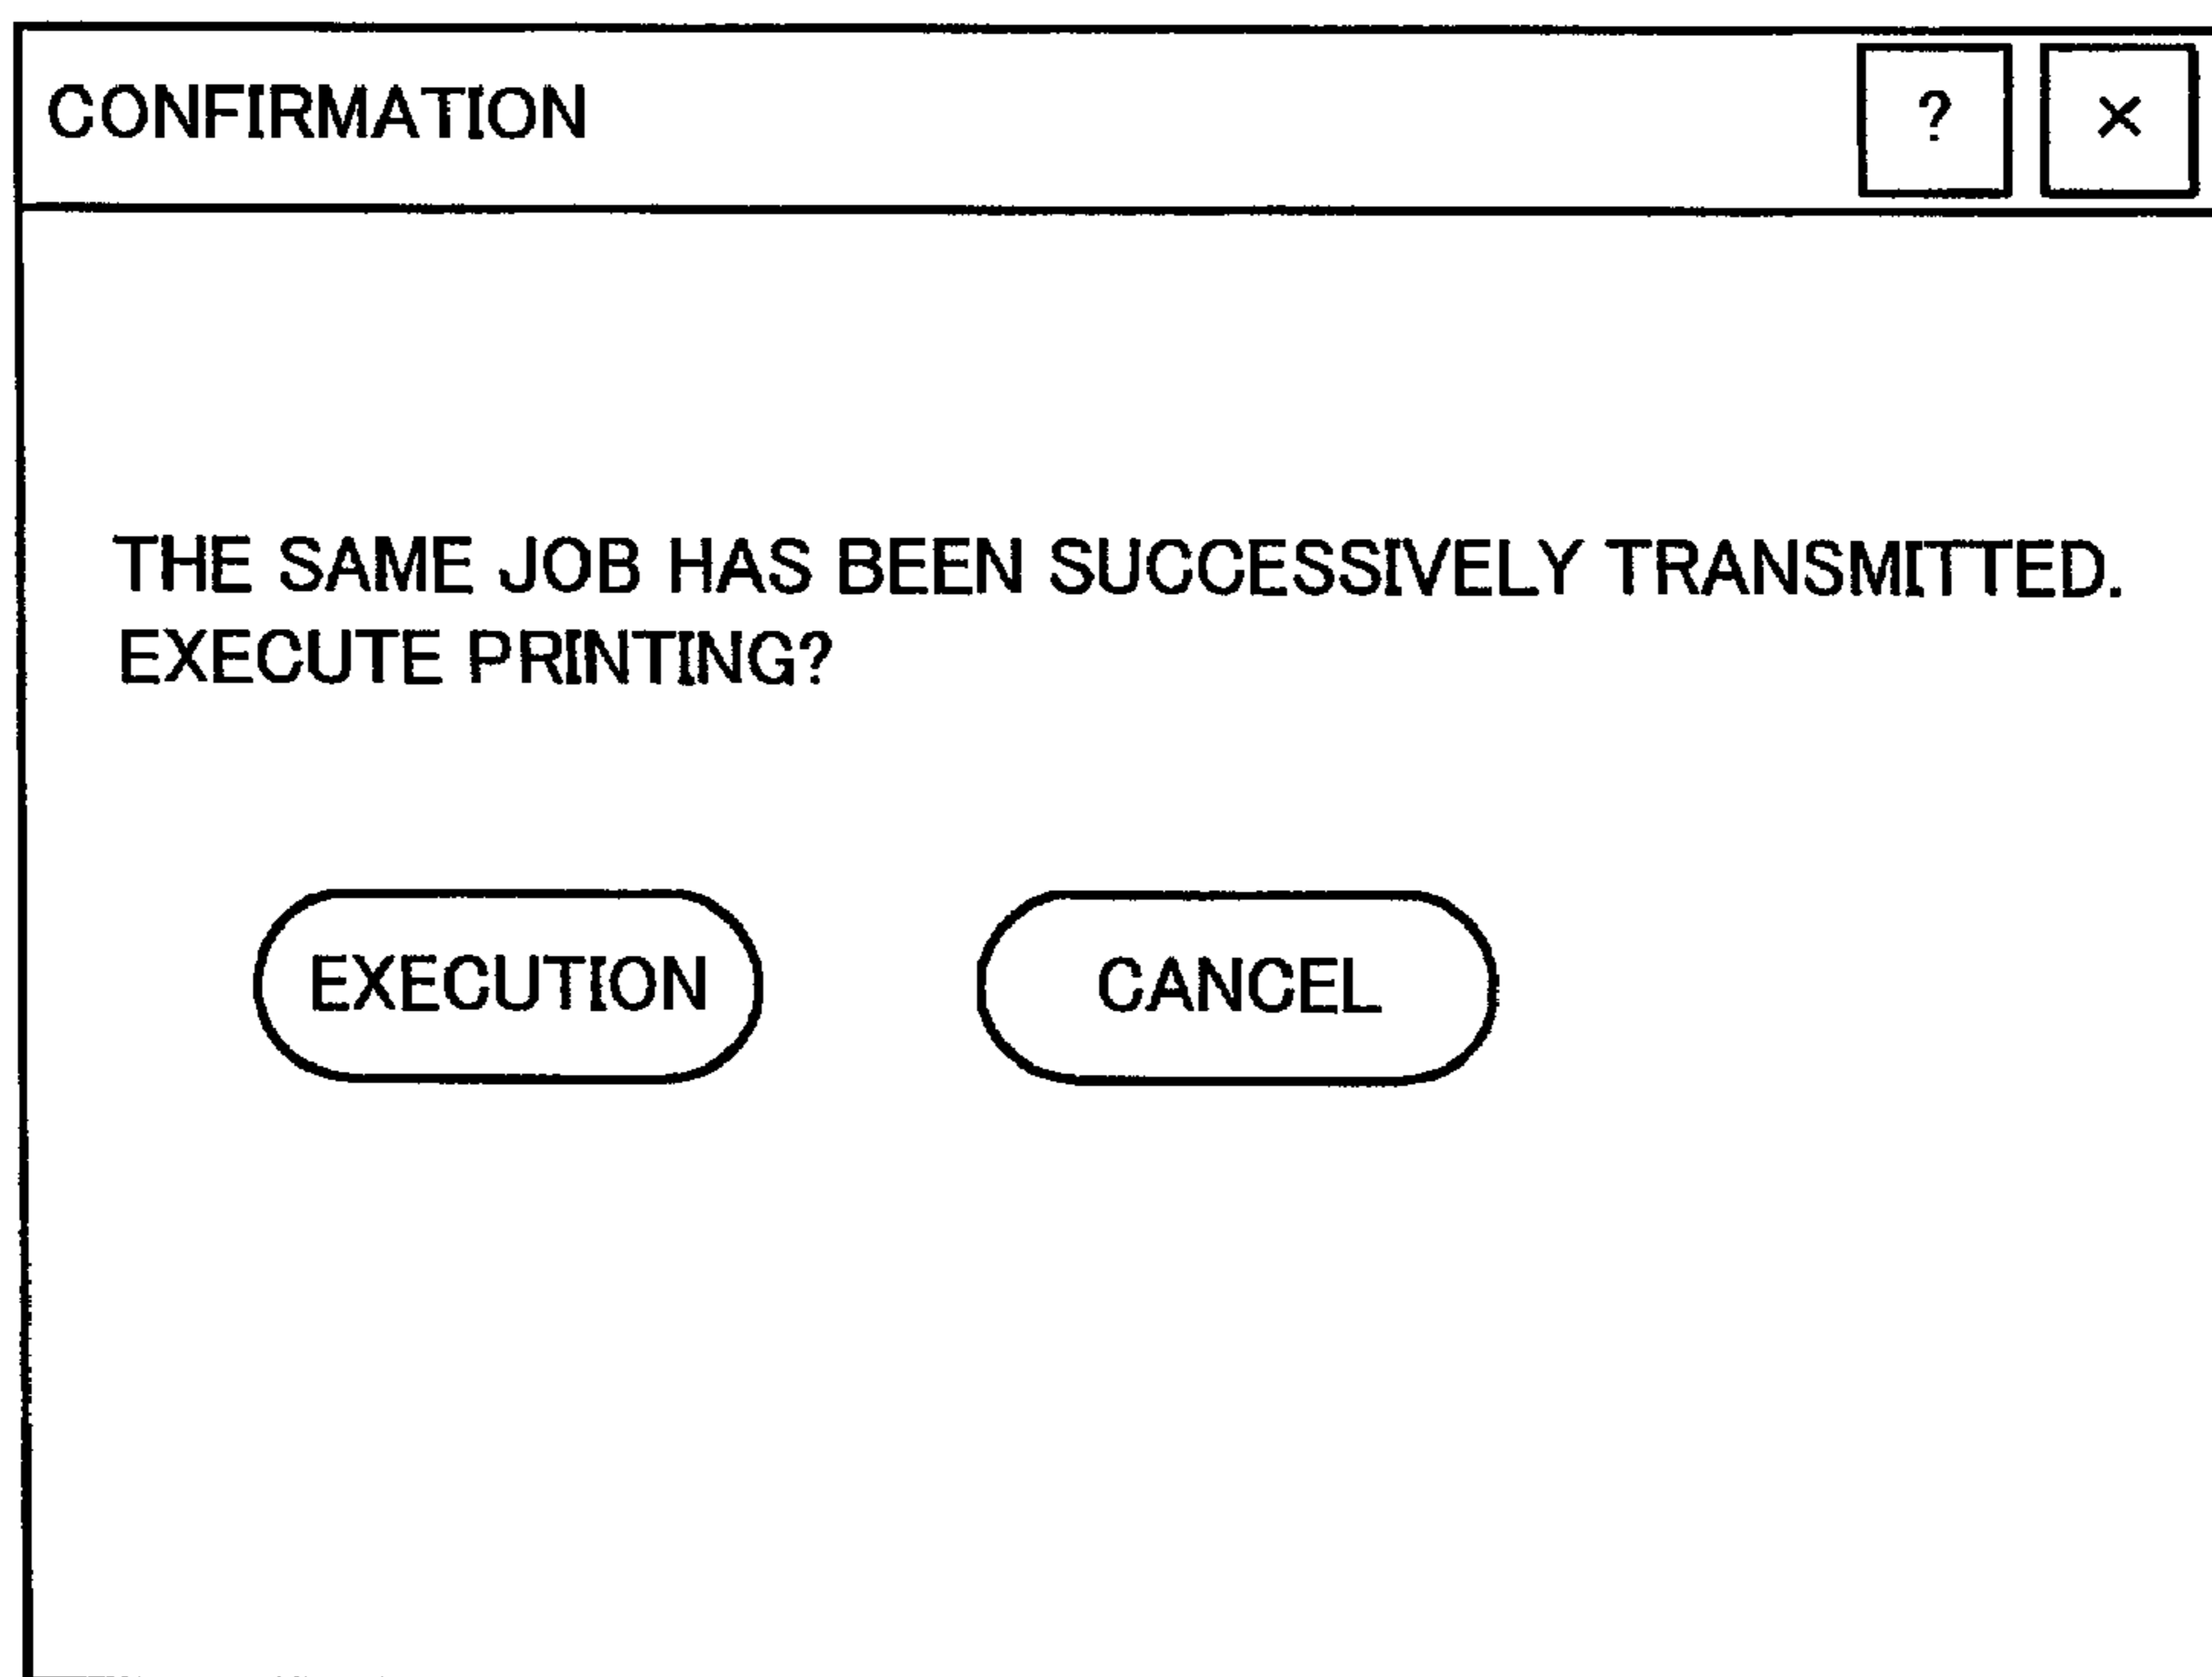 CONFIRMATION ? ×
THE SAME JOB HAS BEEN SUCCESSIVELY TRANSMITTED.
EXECUTE PRINTING?
EXECUTION CANCEL